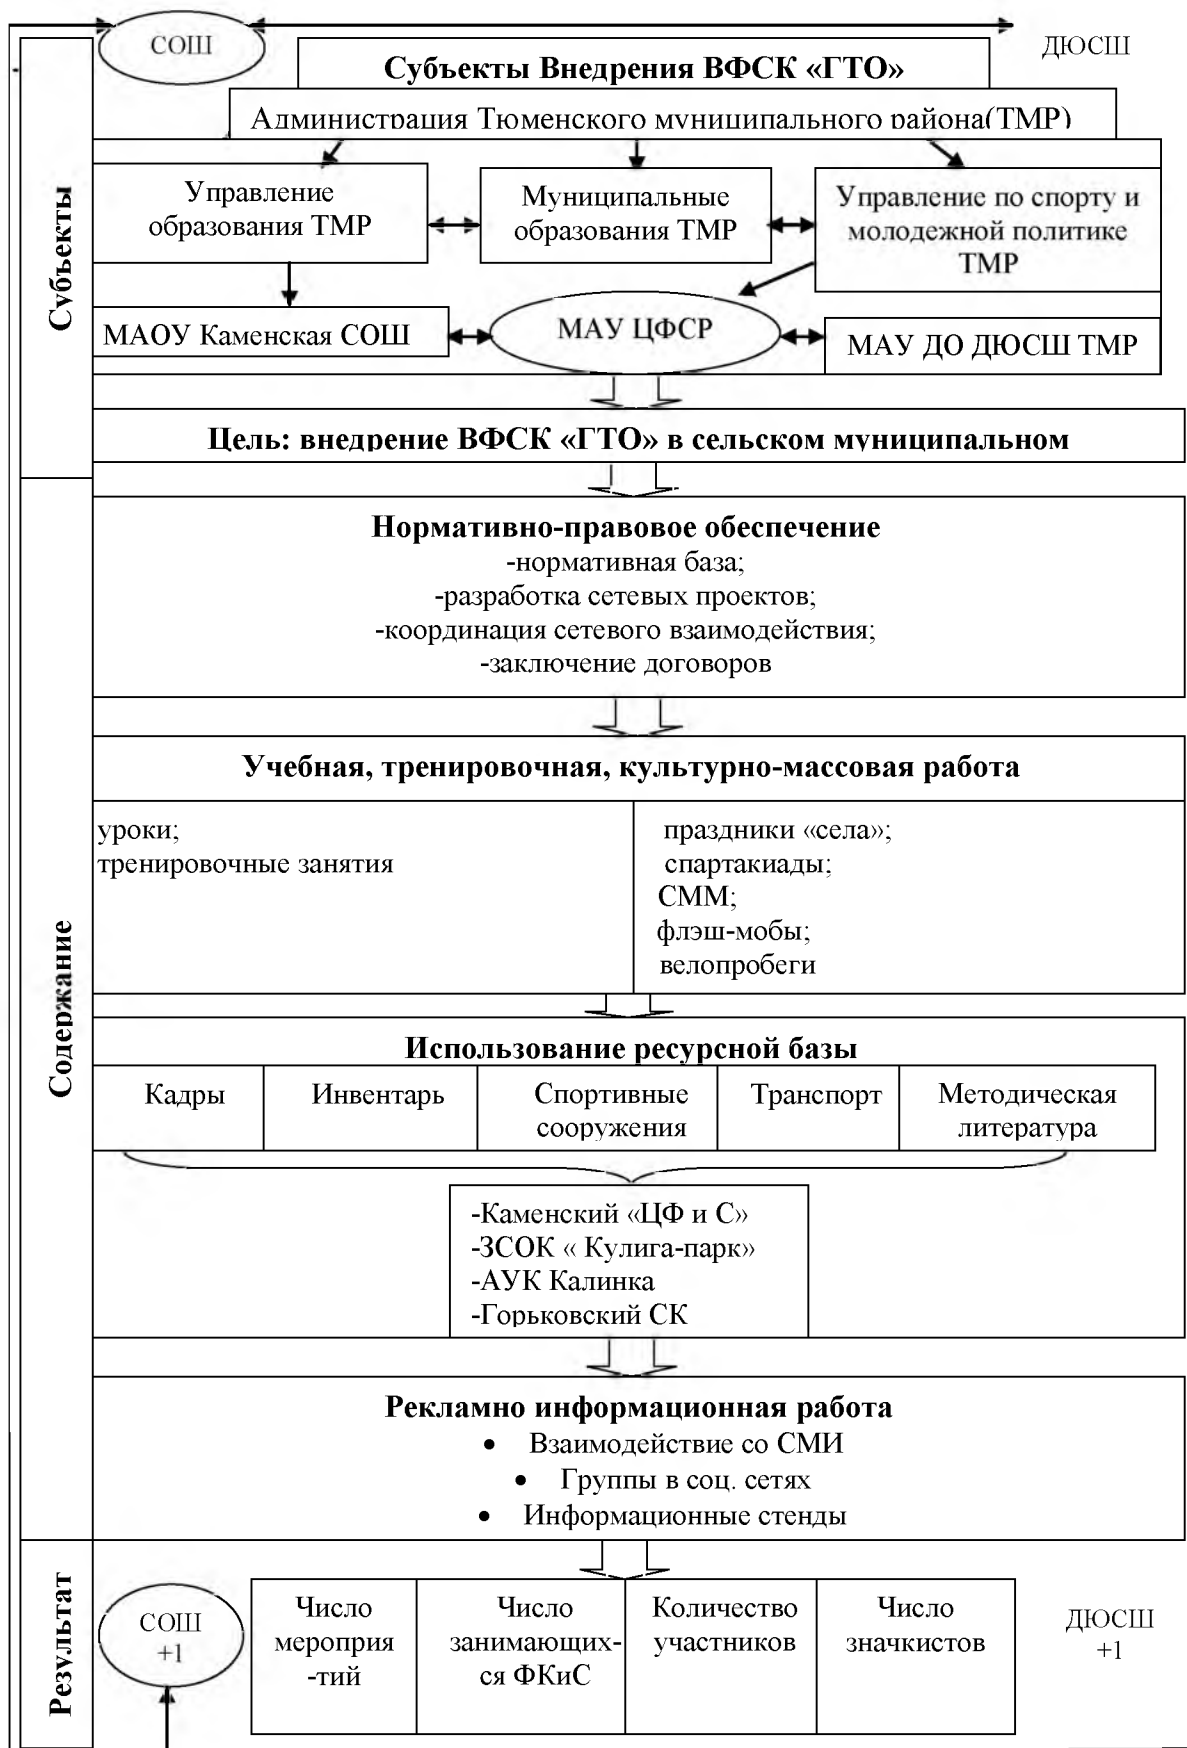 СОШ
ДЮСШ
Субъекты Внедрения ВФСК «ГТО»
Администрация Тюменского муниципального района(ТМР)
Субъекты
Управление
образования ТМР
Муниципальные
образования ТМР
Управление по спорту и
молодежной политике
ТМР
МАОУ Каменская СОШ
МАУ ЦФСР
МАУ ДО ДЮСШ ТМР
Цель: внедрение ВФСК «ГТО» в сельском муниципальном
Содержание
Нормативно-правовое обеспечение
-нормативная база;
-разработка сетевых проектов;
-координация сетевого взаимодействия;
-заключение договоров
Учебная, тренировочная, культурно-массовая работа
уроки;
тренировочные занятия
праздники «села»;
спартакиады;
СММ;
флэш-мобы;
велопробеги
Использование ресурсной базы
Кадры
Инвентарь
Спортивные
сооружения
Транспорт
Методическая
литература
-Каменский «ЦФ и С»
-ЗСОК « Кулига-парк»
-АУК Калинка
-Горьковский СК
Рекламно информационная работа
• Взаимодействие со СМИ
• Группы в соц. сетях
• Информационные стенды
Результат
СОШ
+1
Число
мероприя
-тий
Число
занимающих-
ся ФКиС
Количество
участников
Число
значкистов
ДЮСШ
+1